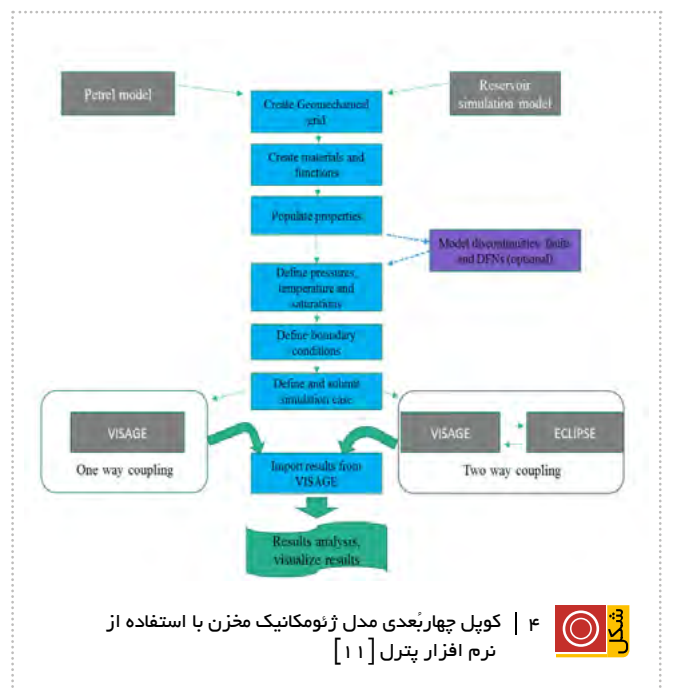 Petrel model
Reservoir
simulation model
Create Geomechanical
grid
Create materials and
functions
Populate properties
Model discontinuities: faults
and DFNs (optional)
Define pressures,
temperature and
saturations
Define boundary
conditions
Define and submit
simulation case
VISAGE
One way coupling
VISAGE
ECLIPSE
Two way coupling
Import results from
VISAGE
Results analysis,
visualize results
شکل
۴ | کوپل چهاربُعدی مدل ژئومکانیک مخزن با استفاده از
نرم افزار پترل [۱۱]